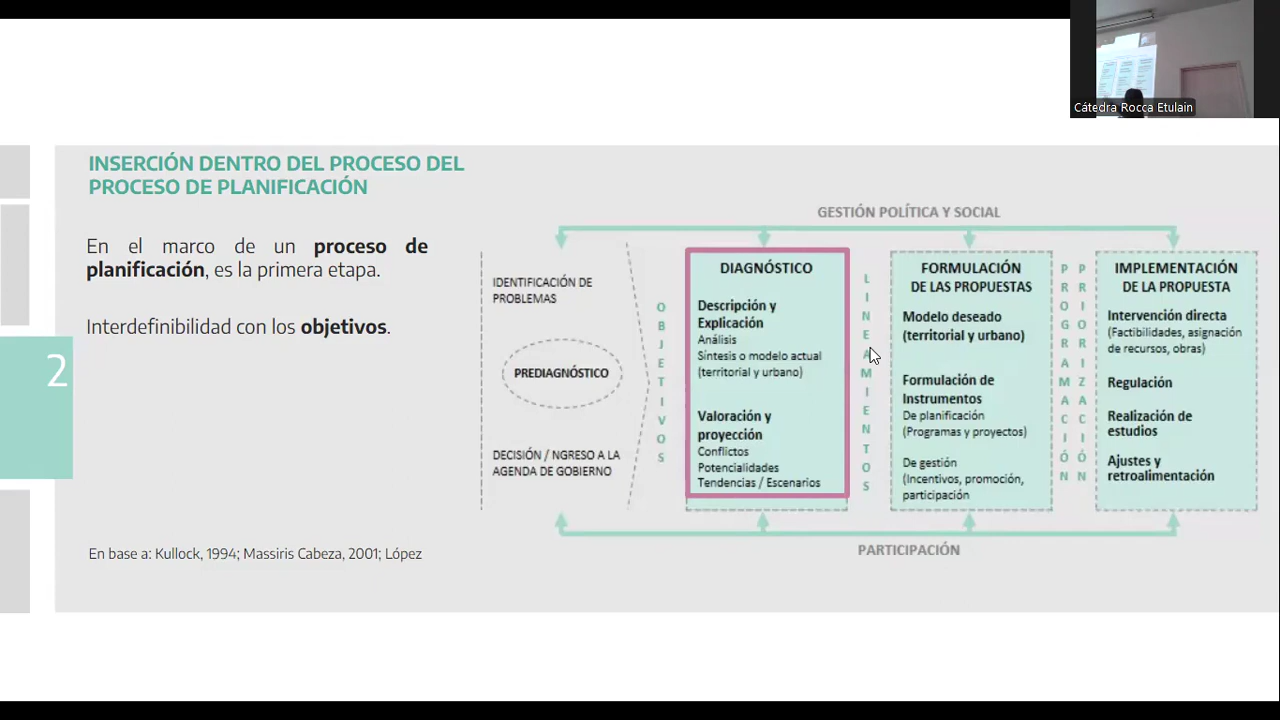 Cátedra Rocca Etulain
INSERCIÓN DENTRO DEL PROCESO DEL
PROCESO DE PLANIFICACIÓN
En el marco de un proceso de
planificación, es la primera etapa.
Interdefinibilidad con los objetivos.
2
En base a: Kullock, 1994; Massiris Cabeza, 2001; López
GESTIÓN POLÍTICA Y SOCIAL
IDENTIFICACIÓN DE
PROBLEMAS
PREDIAGNÓSTICO
DECISIÓN / NGRESO A LA
AGENDA DE GOBIERNO
OBJETIVOS
DIAGNÓSTICO
Descripción y
Explicación
Análisis
Síntesis o modelo actual
(territorial y urbano)
Valoración y
proyección
Conflictos
Potencialidades
Tendencias / Escenarios
LINEAMIENTOS
FORMULACIÓN
DE LAS PROPUESTAS
Modelo deseado
(territorial y urbano)
Formulación de
Instrumentos
De planificación
(Programas y proyectos)
De gestión
(Incentivos, promoción,
participación
PROGRAMACIÓN
PRIORIZACIÓN
IMPLEMENTACIÓN
DE LA PROPUESTA
Intervención directa
(Factibilidades, asignación
de recursos, obras)
Regulación
Realización de
estudios
Ajustes y
retroalimentación
PARTICIPACIÓN